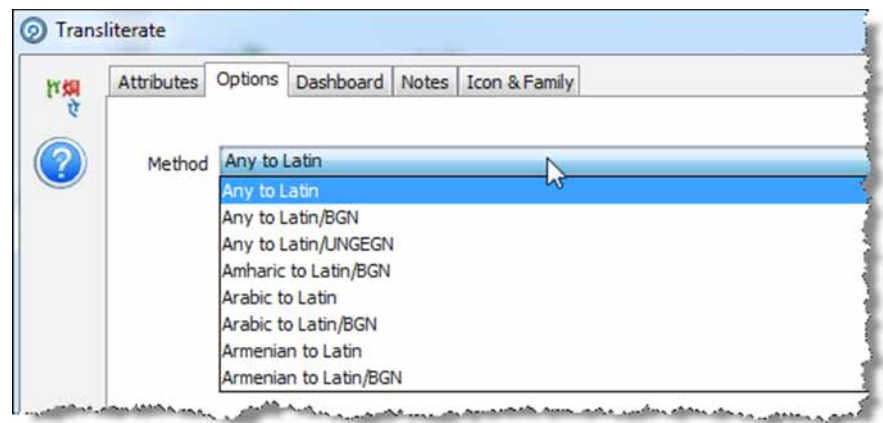 Transliterate
Attributes Options Dashboard Notes Icon & Family
Method Any to Latin
Any to Latin
Any to Latin/BGN
Any to Latin/UNGEGN
Amharic to Latin/BGN
Arabic to Latin
Arabic to Latin/BGN
Armenian to Latin
Armenian to Latin/BGN